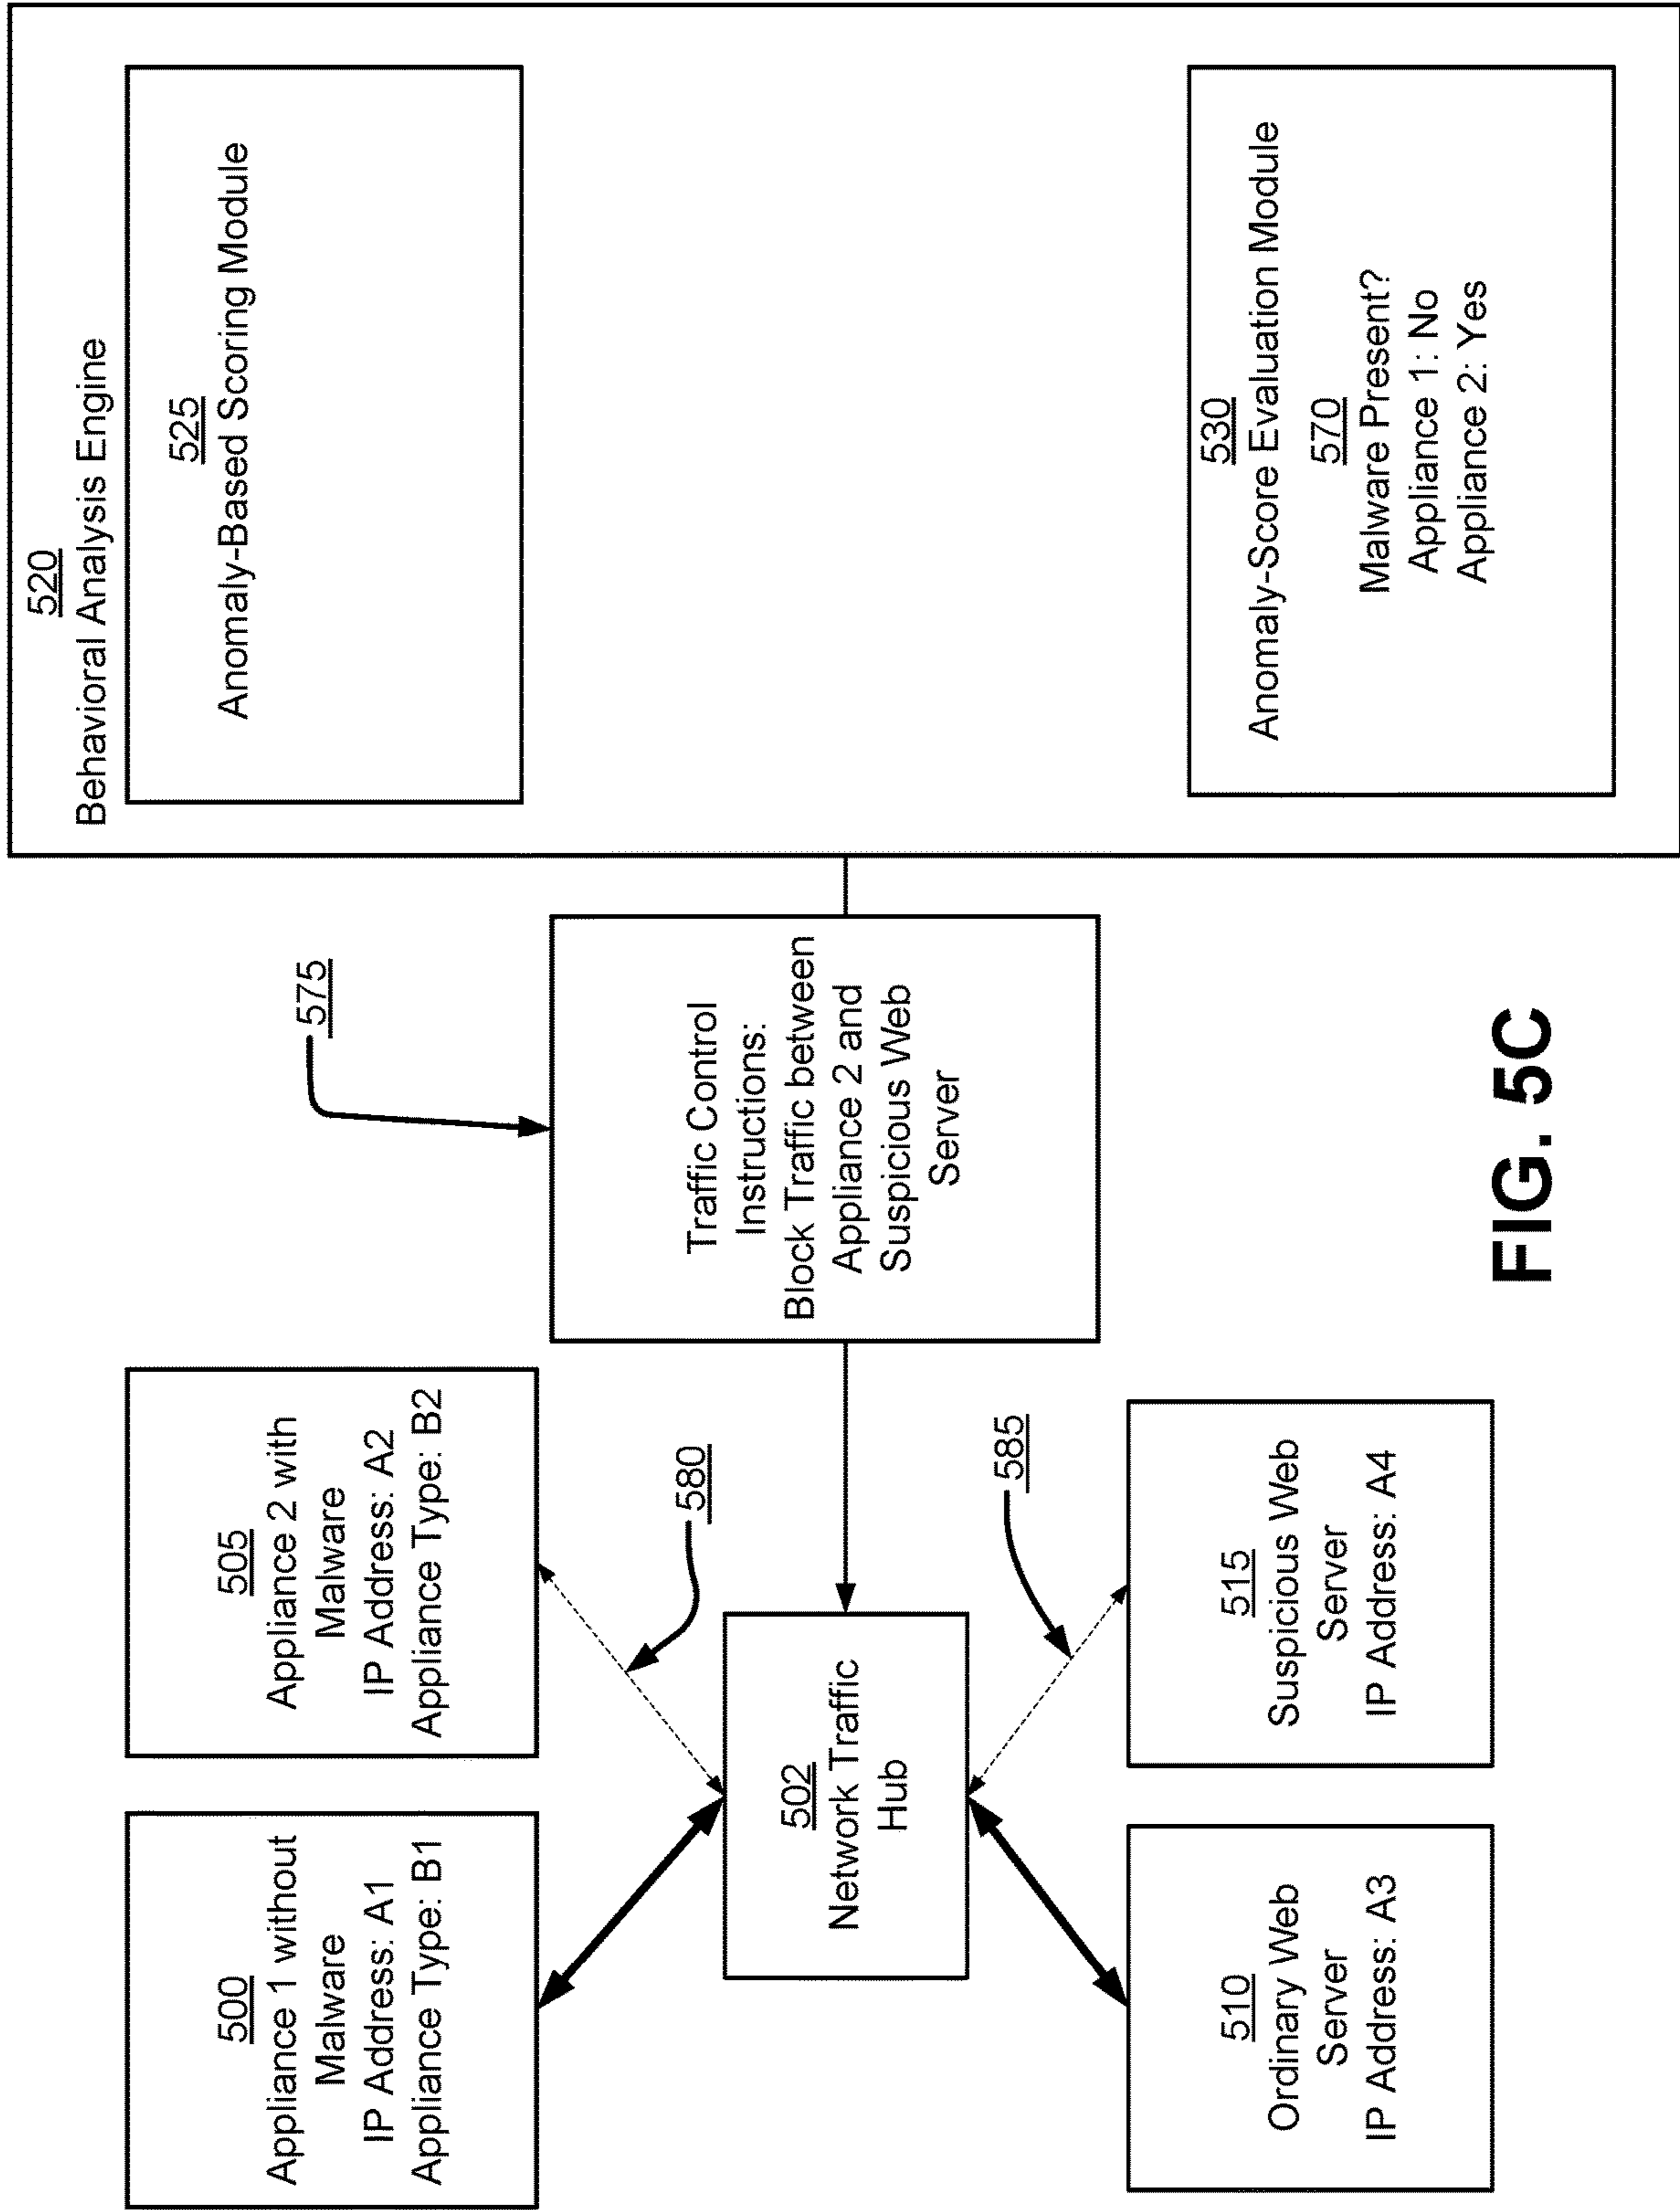 500
Appliance 1 without
Malware
IP Address: A1
Appliance Type: B1
505
Appliance 2 with
Malware
IP Address: A2
Appliance Type: B2
580
502
Network Traffic
Hub
585
510
Ordinary Web
Server
IP Address: A3
515
Suspicious Web
Server
IP Address: A4
575
Traffic Control
Instructions:
Block Traffic between
Appliance 2 and
Suspicious Web
Server
520
Behavioral Analysis Engine
525
Anomaly-Based Scoring Module
530
Anomaly-Score Evaluation Module
570
Malware Present?
Appliance 1: No
Appliance 2: Yes
FIG. 5C